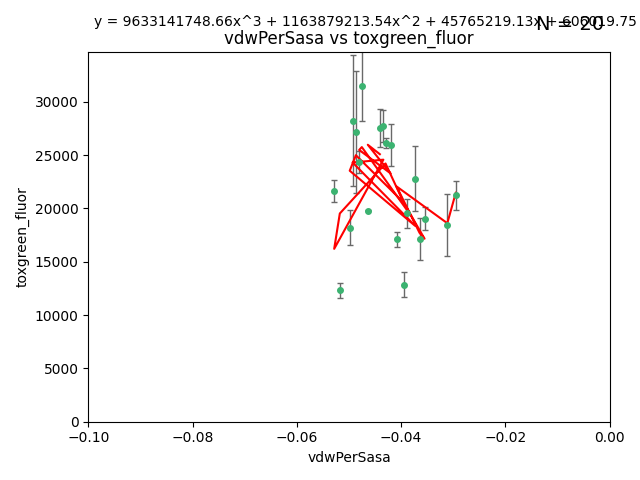 y = 9633141748.66x^3 + 1163879213.54x^2 + 45765219.13x + 606019.75
N = 20
vdwPerSasa vs toxgreen_fluor
30000
25000
20000
15000
10000
5000
0
toxgreen_fluor
−0.10 −0.08 −0.06 −0.04 −0.02 0.00
vdwPerSasa